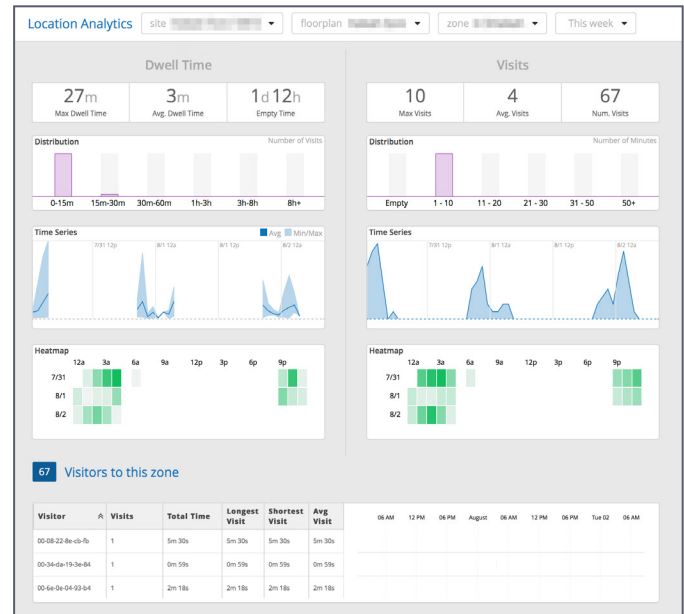 Location Analytics site floorplan zone This week
Dwell Time
27m 3m 1d 12h
Max Dwell Time Avg. Dwell Time Empty Time
Distribution Number of Visits
0-15m 15m-30m 30m-60m 1h-3h 3h-8h 8h+
Time Series Avg Min/Max
7/31 12p 8/1 12a 8/1 12p 8/2 12a
Heatmap
12a 3a 6a 9a 12p 3p 6p 9p
7/31
8/1
8/2
Visits
10 4 67
Max Visits Avg. Visits Num. Visits
Distribution Number of Minutes
Empty 1 - 10 11 - 20 21 - 30 31 - 50 50+
Time Series
7/31 12p 8/1 12a 8/1 12p 8/2 12a
Heatmap
12a 3a 6a 9a 12p 3p 6p 9p
7/31
8/1
8/2
67 Visitors to this zone
Visitor Visits Total Time Longest Visit Shortest Visit Avg Visit 06 AM 12 PM 06 PM August 06 AM 12 PM 06 PM Tue 02 06 AM
00-08-22-8e-cb-fb 1 5m 30s 5m 30s 5m 30s 5m 30s
00-34-da-19-3e-84 1 0m 59s 0m 59s 0m 59s 0m 59s
00-6e-0e-04-93-b4 1 2m 18s 2m 18s 2m 18s 2m 18s